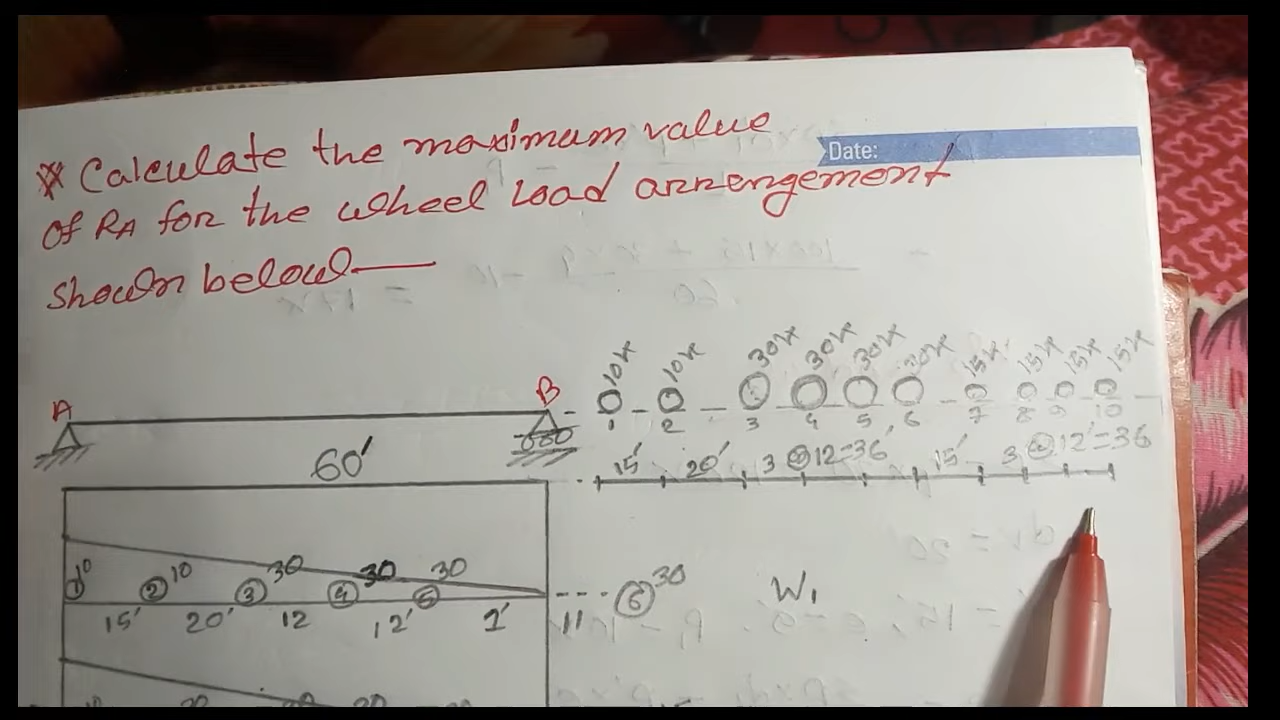 * Calculate the maximum value
Date:
of RA for the wheel load arrengement
shown below—
A
B
10K 10K 30K 30K 30K 30K 15K 15K 15K 15K
1 2 3 4 5 6 7 8 9 10
60'
15' 20' 3 @ 12=36' 15' 3 @ 12'=36
① 10 ② 10 ③ 30 ④ 30 ⑤ 30 ⑥ 30 W1
15' 20' 12 12' 1' 11